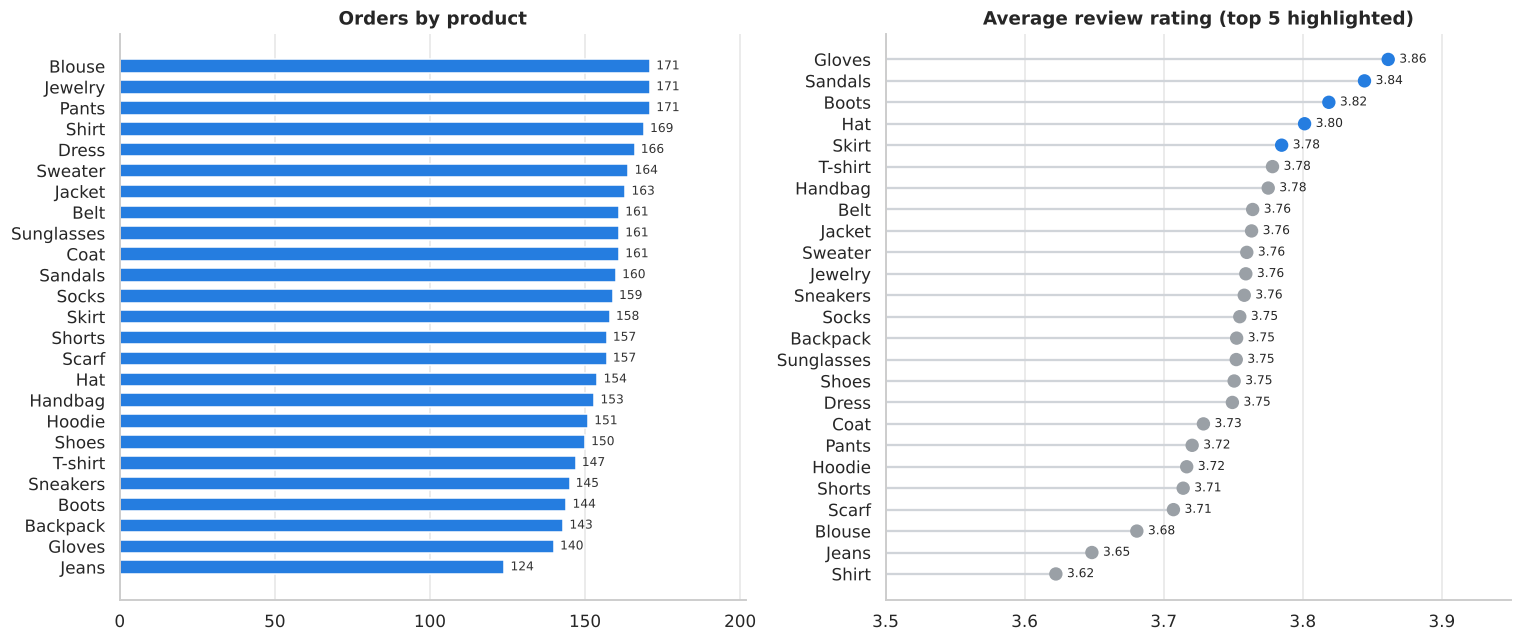 Orders by product
Blouse 171
Jewelry 171
Pants 171
Shirt 169
Dress 166
Sweater 164
Jacket 163
Belt 161
Sunglasses 161
Coat 161
Sandals 160
Socks 159
Skirt 158
Shorts 157
Scarf 157
Hat 154
Handbag 153
Hoodie 151
Shoes 150
T-shirt 147
Sneakers 145
Boots 144
Backpack 143
Gloves 140
Jeans 124
0 50 100 150 200
Average review rating (top 5 highlighted)
Gloves 3.86
Sandals 3.84
Boots 3.82
Hat 3.80
Skirt 3.78
T-shirt 3.78
Handbag 3.78
Belt 3.76
Jacket 3.76
Sweater 3.76
Jewelry 3.76
Sneakers 3.76
Socks 3.75
Backpack 3.75
Sunglasses 3.75
Shoes 3.75
Dress 3.75
Coat 3.73
Pants 3.72
Hoodie 3.72
Shorts 3.71
Scarf 3.71
Blouse 3.68
Jeans 3.65
Shirt 3.62
3.5 3.6 3.7 3.8 3.9